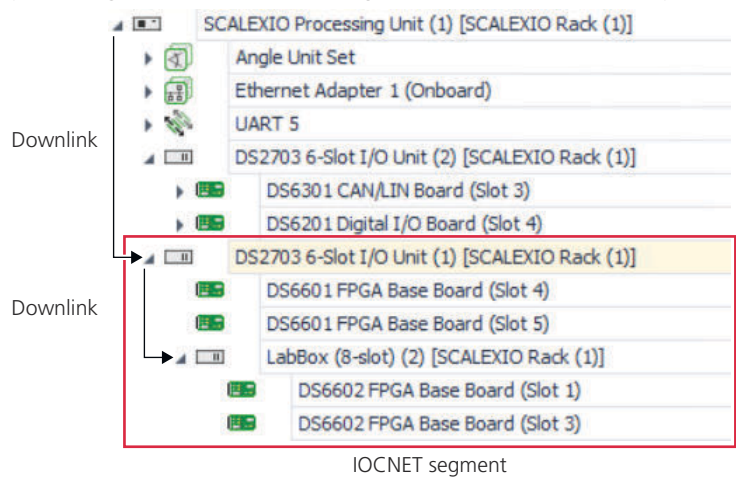 SCALEXIO Processing Unit (1) [SCALEXIO Rack (1)]
Angle Unit Set
Ethernet Adapter 1 (Onboard)
UART 5
Downlink
DS2703 6-Slot I/O Unit (2) [SCALEXIO Rack (1)]
DS6301 CAN/LIN Board (Slot 3)
DS6201 Digital I/O Board (Slot 4)
DS2703 6-Slot I/O Unit (1) [SCALEXIO Rack (1)]
DS6601 FPGA Base Board (Slot 4)
Downlink
DS6601 FPGA Base Board (Slot 5)
LabBox (8-slot) (2) [SCALEXIO Rack (1)]
DS6602 FPGA Base Board (Slot 1)
DS6602 FPGA Base Board (Slot 3)
IOCNET segment